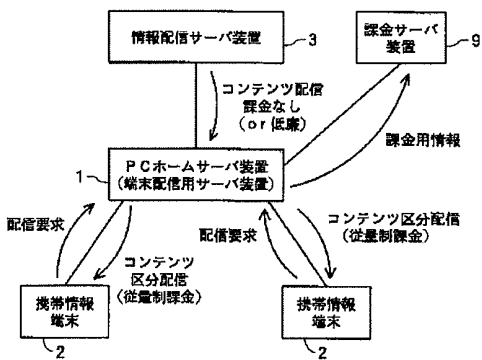 情報配信サーバ装置
3
課金サーバ
装置
9
コンテンツ配信
課金なし
(or低廉)
課金用情報
1
PCホームサーバ装置
(端末配信用サーバ装置)
配信要求
コンテンツ
区分配信
(従量制課金)
配信要求
コンテンツ区分配信
(従量制課金)
携帯情報
端末
2
携帯情報
端末
2